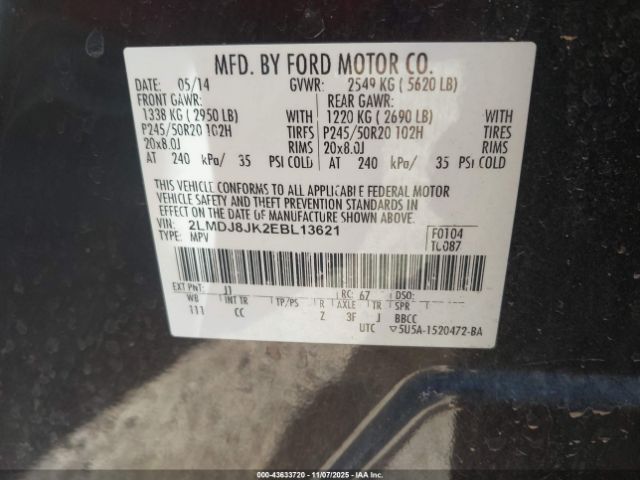 MFD. BY FORD MOTOR CO.
DATE: 05/14 GVWR: 2549 KG ( 5620 LB)
FRONT GAWR: REAR GAWR:
1338 KG ( 2950 LB) WITH 1220 KG ( 2690 LB) WITH
P245/50R20 102H TIRES P245/50R20 102H TIRES
20x8.0J RIMS 20x8.0J RIMS
AT 240 kPa/ 35 PSI COLD AT 240 kPa/ 35 PSI COLD
THIS VEHICLE CONFORMS TO ALL APPLICABLE FEDERAL MOTOR
VEHICLE SAFETY AND THEFT PREVENTION STANDARDS IN
EFFECT ON THE DATE OF MANUFACTURE SHOWN ABOVE.
VIN: 2LMDJ8JK2EBL13621 F0104
TYPE: MPV T0087
EXT PNT: J1 RC: 67 DSO:
WB INT TR TP/PS R AXLE TR SPR
111 CC Z 3F J BBCC
UTC ▽5U5A-1520472-BA
© IAA - 43633720 - 11/07/2025 - IAAI.com